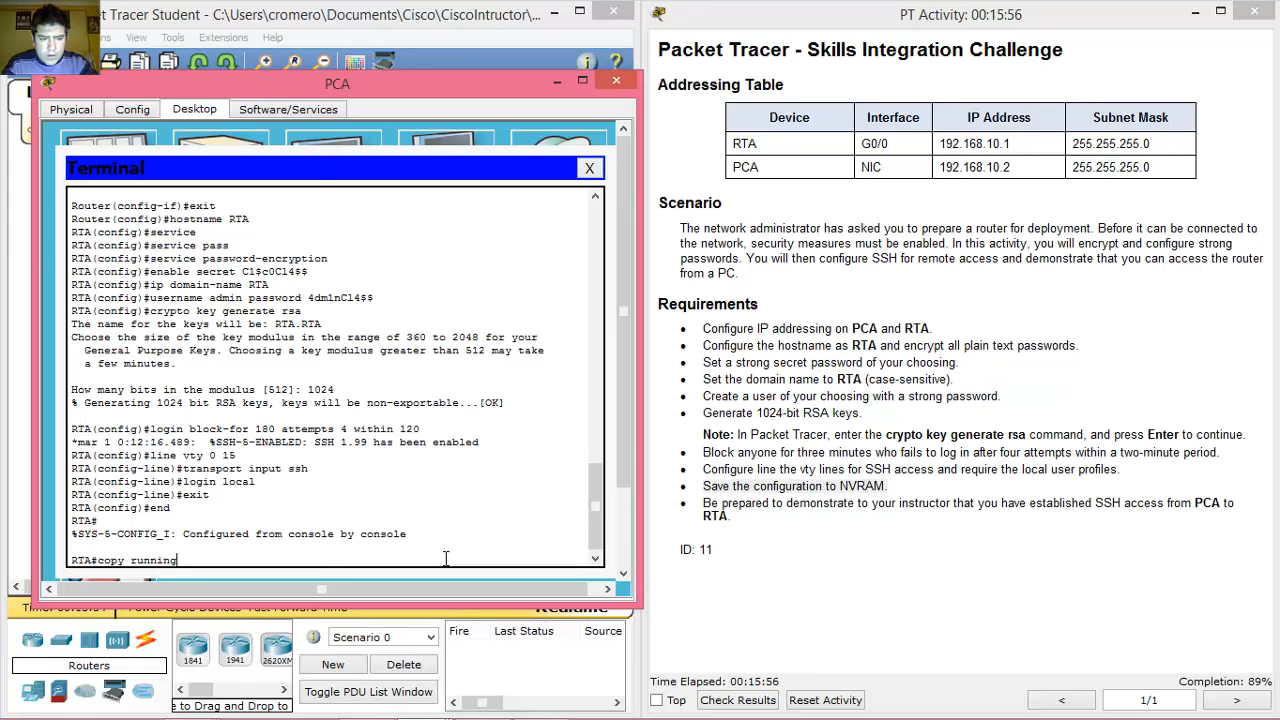 et Tracer Student - C:\Users\cromero\Documents\Cisco\CiscoIntructor\...
View Tools Extensions Help
PCA
Physical Config Desktop Software/Services
Terminal X
Router(config-if)#exit
Router(config)#hostname RTA
RTA(config)#service
RTA(config)#service pass
RTA(config)#service password-encryption
RTA(config)#enable secret C1$c0Cl4$$
RTA(config)#ip domain-name RTA
RTA(config)#username admin password 4dm1nCl4$$
RTA(config)#crypto key generate rsa
The name for the keys will be: RTA.RTA
Choose the size of the key modulus in the range of 360 to 2048 for your
General Purpose Keys. Choosing a key modulus greater than 512 may take
a few minutes.
How many bits in the modulus [512]: 1024
% Generating 1024 bit RSA keys, keys will be non-exportable...[OK]
RTA(config)#login block-for 180 attempts 4 within 120
*mar 1 0:12:16.489: %SSH-5-ENABLED: SSH 1.99 has been enabled
RTA(config)#line vty 0 15
RTA(config-line)#transport input ssh
RTA(config-line)#login local
RTA(config-line)#exit
RTA(config)#end
RTA#
%SYS-5-CONFIG_I: Configured from console by console
RTA#copy running
Power Cycle Devices Fast Forward Time
Realtime
Routers
1841 1941 2620XM
e to Drag and Drop to
Scenario 0
New Delete
Toggle PDU List Window
Fire Last Status Source
PT Activity: 00:15:56
Packet Tracer - Skills Integration Challenge
Addressing Table
Device Interface IP Address Subnet Mask
RTA G0/0 192.168.10.1 255.255.255.0
PCA NIC 192.168.10.2 255.255.255.0
Scenario
The network administrator has asked you to prepare a router for deployment. Before it can be connected to
the network, security measures must be enabled. In this activity, you will encrypt and configure strong
passwords. You will then configure SSH for remote access and demonstrate that you can access the router
from a PC.
Requirements
• Configure IP addressing on PCA and RTA.
• Configure the hostname as RTA and encrypt all plain text passwords.
• Set a strong secret password of your choosing.
• Set the domain name to RTA (case-sensitive).
• Create a user of your choosing with a strong password.
• Generate 1024-bit RSA keys.
Note: In Packet Tracer, enter the crypto key generate rsa command, and press Enter to continue.
• Block anyone for three minutes who fails to log in after four attempts within a two-minute period.
• Configure line the vty lines for SSH access and require the local user profiles.
• Save the configuration to NVRAM.
• Be prepared to demonstrate to your instructor that you have established SSH access from PCA to
RTA.
ID: 11
Time Elapsed: 00:15:56 Completion: 89%
Top Check Results Reset Activity < 1/1 >